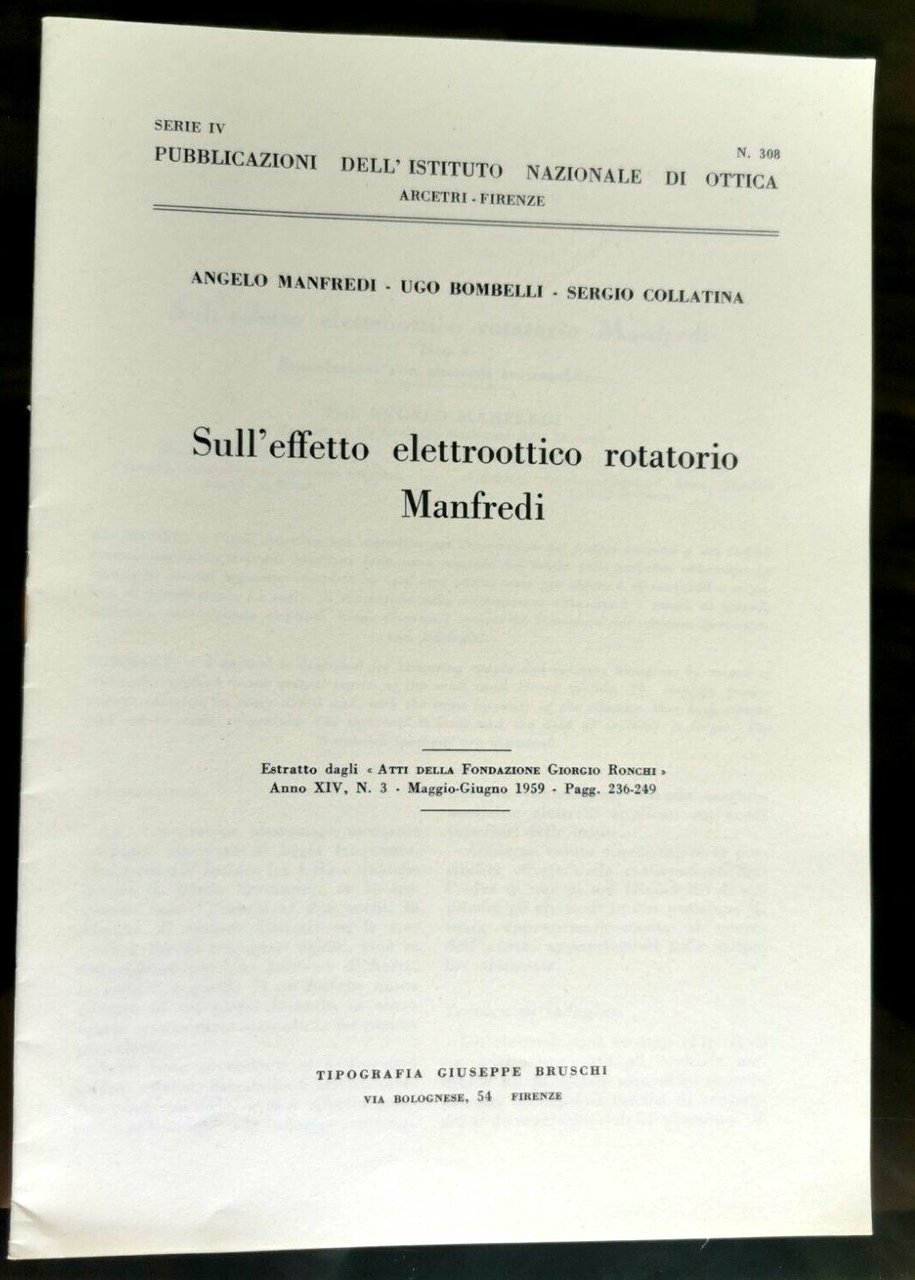 SERIE IV
N. 308
PUBBLICAZIONI DELL' ISTITUTO NAZIONALE DI OTTICA
ARCETRI - FIRENZE
ANGELO MANFREDI - UGO BOMBELLI - SERGIO COLLATINA
Sull'effetto elettroottico rotatorio
Manfredi
Estratto dagli « ATTI DELLA FONDAZIONE GIORGIO RONCHI »
Anno XIV, N. 3 - Maggio-Giugno 1959 - Pagg. 236-249
TIPOGRAFIA GIUSEPPE BRUSCHI
VIA BOLOGNESE, 54 FIRENZE